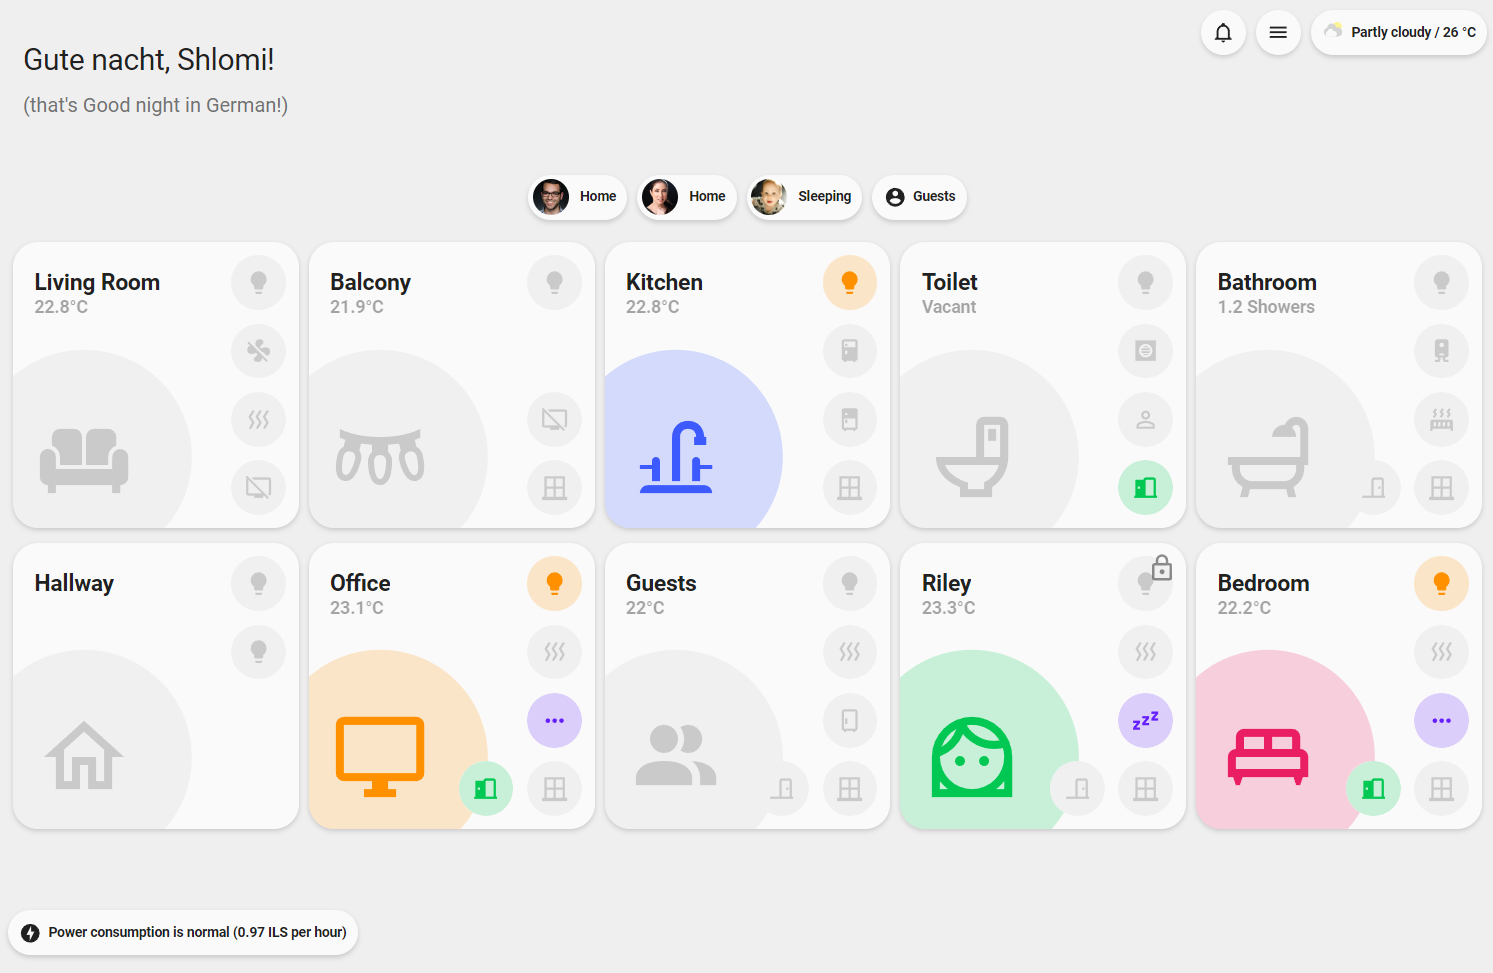 Gute nacht, Shlomi!
(that's Good night in German!)
Partly cloudy / 26 °C
Home
Home
Sleeping
Guests
Living Room
22.8°C
Balcony
21.9°C
Kitchen
22.8°C
Toilet
Vacant
Bathroom
1.2 Showers
Hallway
Office
23.1°C
Guests
22°C
Riley
23.3°C
zzz
Bedroom
22.2°C
Power consumption is normal (0.97 ILS per hour)